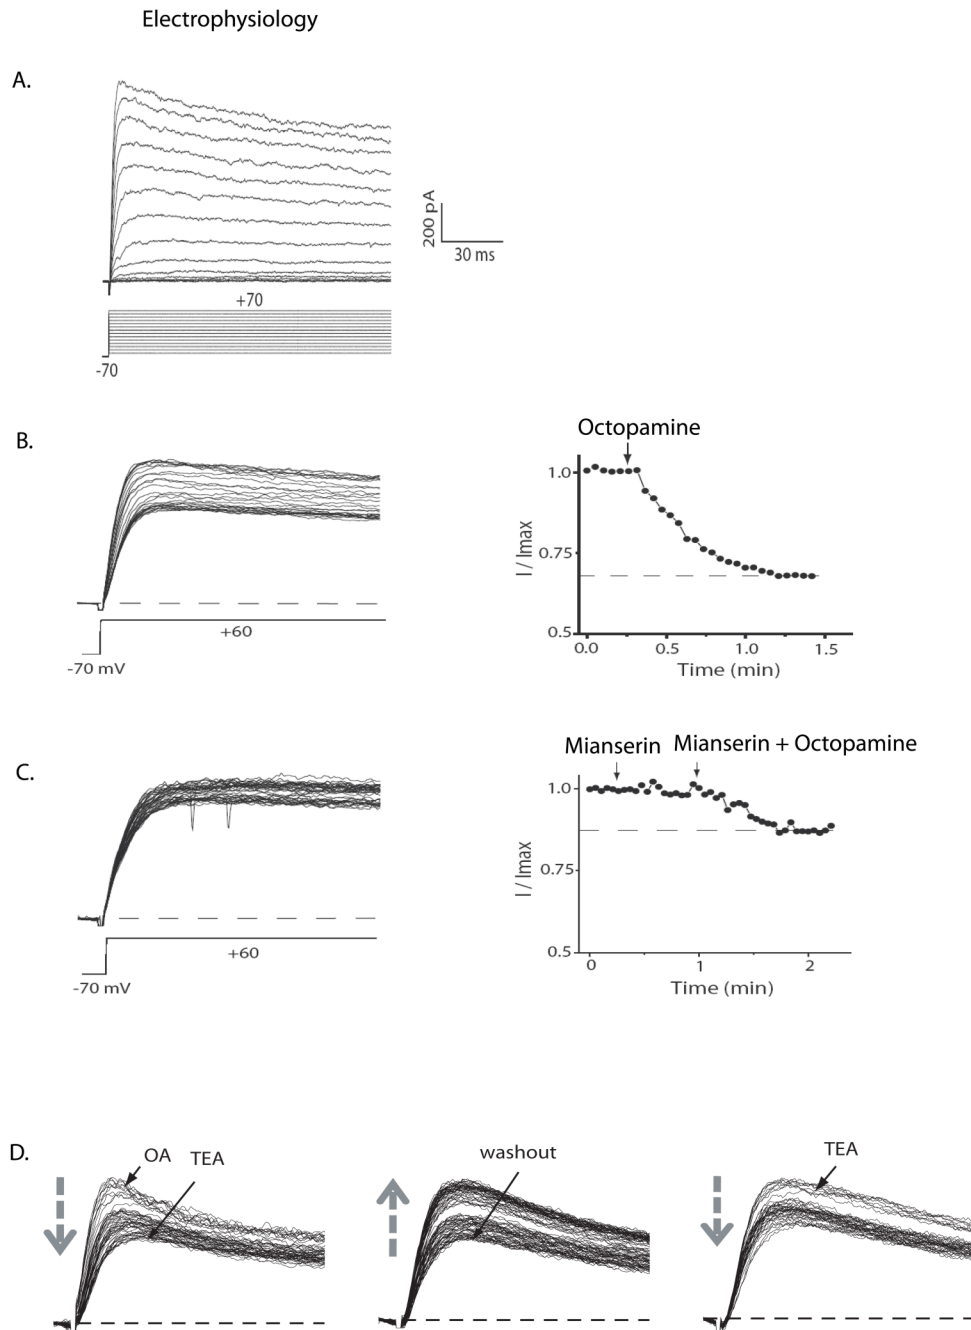 Electrophysiology
A.
200 pA
30 ms
+70
-70
B.
+60
-70 mV
Octopamine
1.0
0.75
0.5
I / Imax
0.0 0.5 1.0 1.5
Time (min)
C.
+60
-70 mV
Mianserin Mianserin + Octopamine
1.0
0.75
0.5
I / Imax
0 1 2
Time (min)
D.
OA TEA
washout
TEA